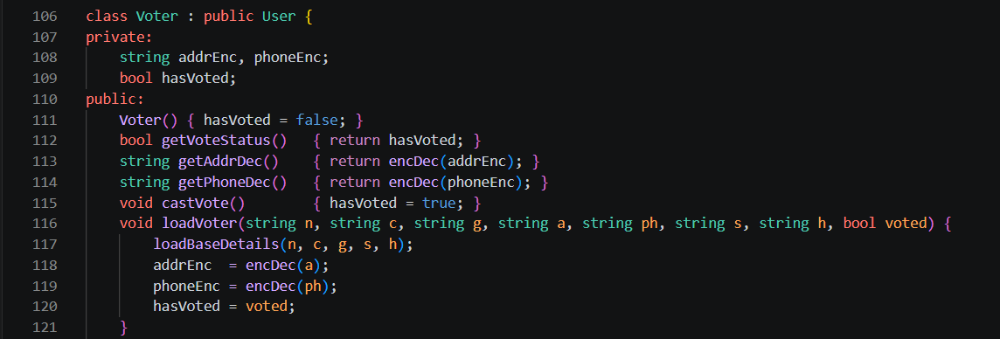 106 class Voter : public User {
107 private:
108     string addrEnc, phoneEnc;
109     bool hasVoted;
110 public:
111     Voter() { hasVoted = false; }
112     bool getVoteStatus()   { return hasVoted; }
113     string getAddrDec()    { return encDec(addrEnc); }
114     string getPhoneDec()   { return encDec(phoneEnc); }
115     void castVote()        { hasVoted = true; }
116     void loadVoter(string n, string c, string g, string a, string ph, string s, string h, bool voted) {
117         loadBaseDetails(n, c, g, s, h);
118         addrEnc  = encDec(a);
119         phoneEnc = encDec(ph);
120         hasVoted = voted;
121     }